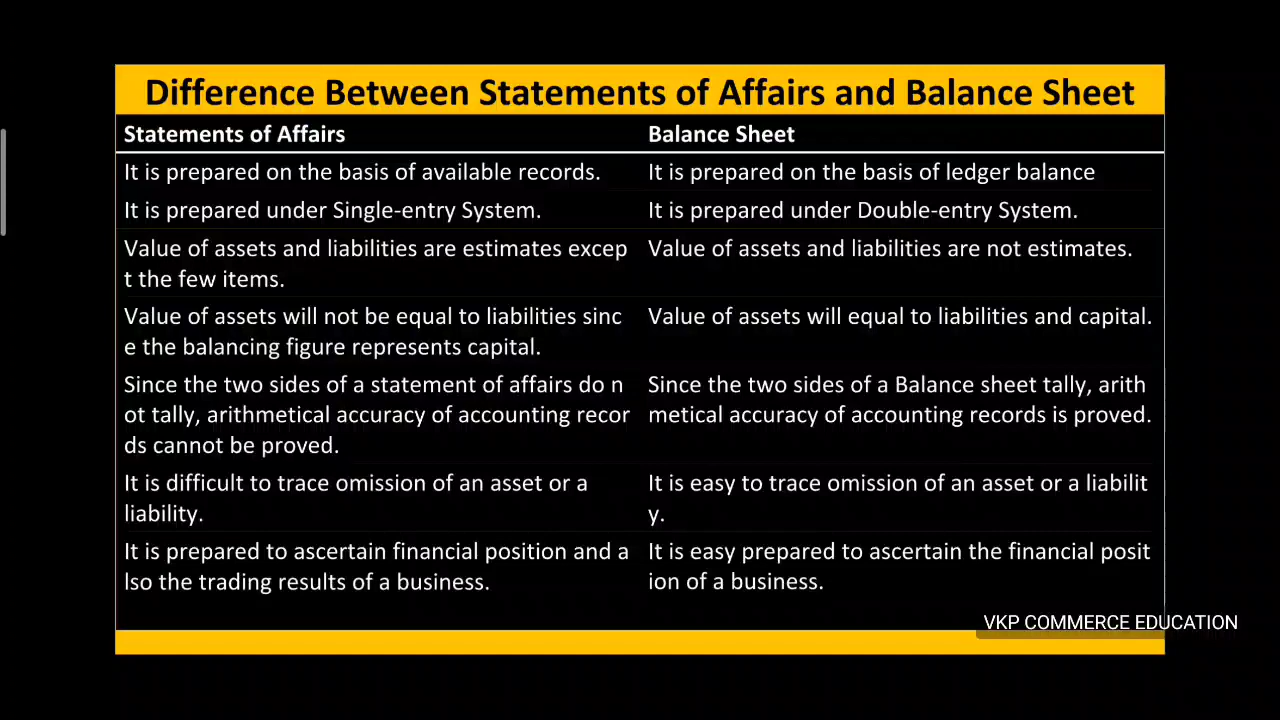 Difference Between Statements of Affairs and Balance Sheet
Statements of Affairs
Balance Sheet
It is prepared on the basis of available records.
It is prepared on the basis of ledger balance
It is prepared under Single-entry System.
It is prepared under Double-entry System.
Value of assets and liabilities are estimates excep
t the few items.
Value of assets and liabilities are not estimates.
Value of assets will not be equal to liabilities sinc
e the balancing figure represents capital.
Value of assets will equal to liabilities and capital.
Since the two sides of a statement of affairs do n
ot tally, arithmetical accuracy of accounting recor
ds cannot be proved.
Since the two sides of a Balance sheet tally, arith
metical accuracy of accounting records is proved.
It is difficult to trace omission of an asset or a
liability.
It is easy to trace omission of an asset or a liabilit
y.
It is prepared to ascertain financial position and a
lso the trading results of a business.
It is easy prepared to ascertain the financial posit
ion of a business.
VKP COMMERCE EDUCATION